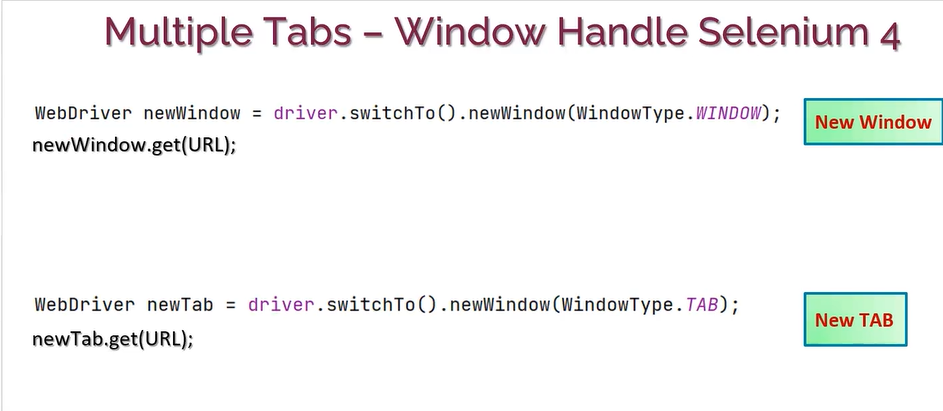 Multiple Tabs – Window Handle Selenium 4
WebDriver newWindow = driver.switchTo().newWindow(WindowType.WINDOW);
New Window
newWindow.get(URL);
WebDriver newTab = driver.switchTo().newWindow(WindowType.TAB);
New TAB
newTab.get(URL);